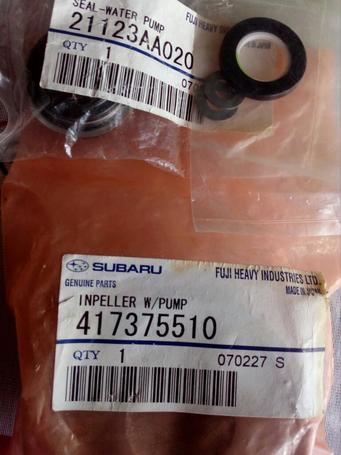 SEAL-WATER PUMP
21123AA020
QTY 1
FUJI HEAVY INDUS
070
SUBARU
GENUINE PARTS
FUJI HEAVY INDUSTRIES LTD.
MADE IN JAPAN
INPELLER W/PUMP
417375510
QTY 1
070227 S